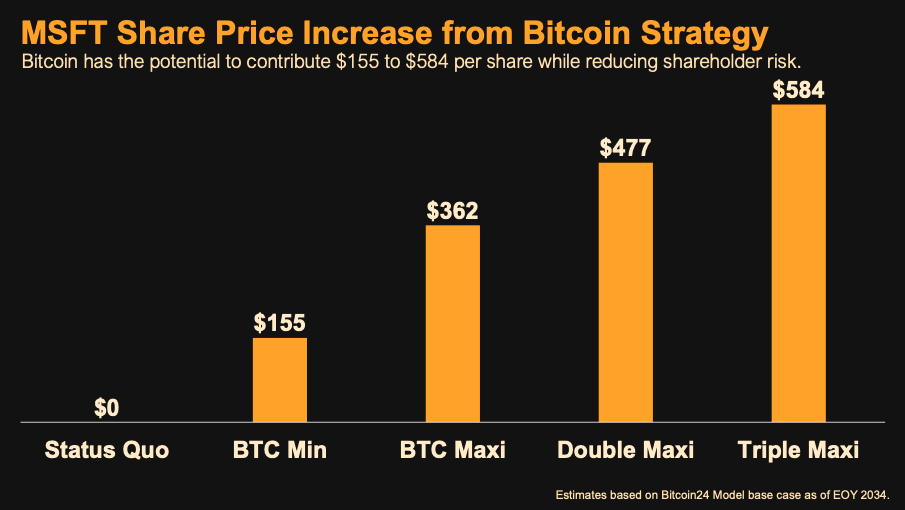 MSFT Share Price Increase from Bitcoin Strategy
Bitcoin has the potential to contribute $155 to $584 per share while reducing shareholder risk.
$0
$155
$362
$477
$584
Status Quo
BTC Min
BTC Maxi
Double Maxi
Triple Maxi
Estimates based on Bitcoin24 Model base case as of EOY 2034.